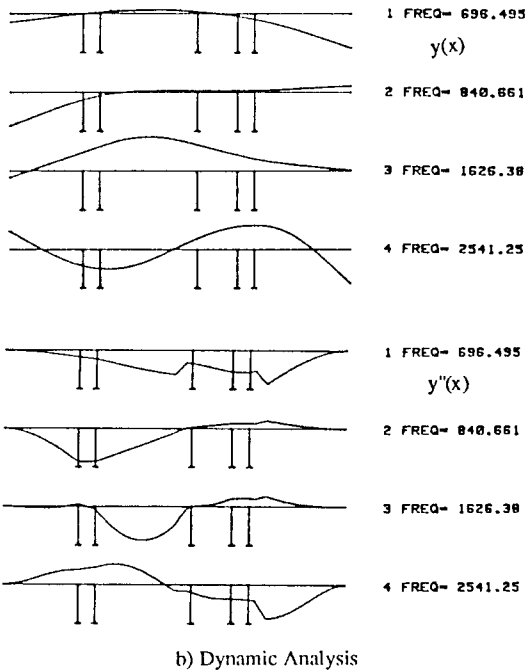 1 FREQ= 696.495
y(x)
2 FREQ= 840.661
3 FREQ= 1626.38
4 FREQ= 2541.25
1 FREQ= 696.495
y"(x)
2 FREQ= 840.661
3 FREQ= 1626.38
4 FREQ= 2541.25
b) Dynamic Analysis